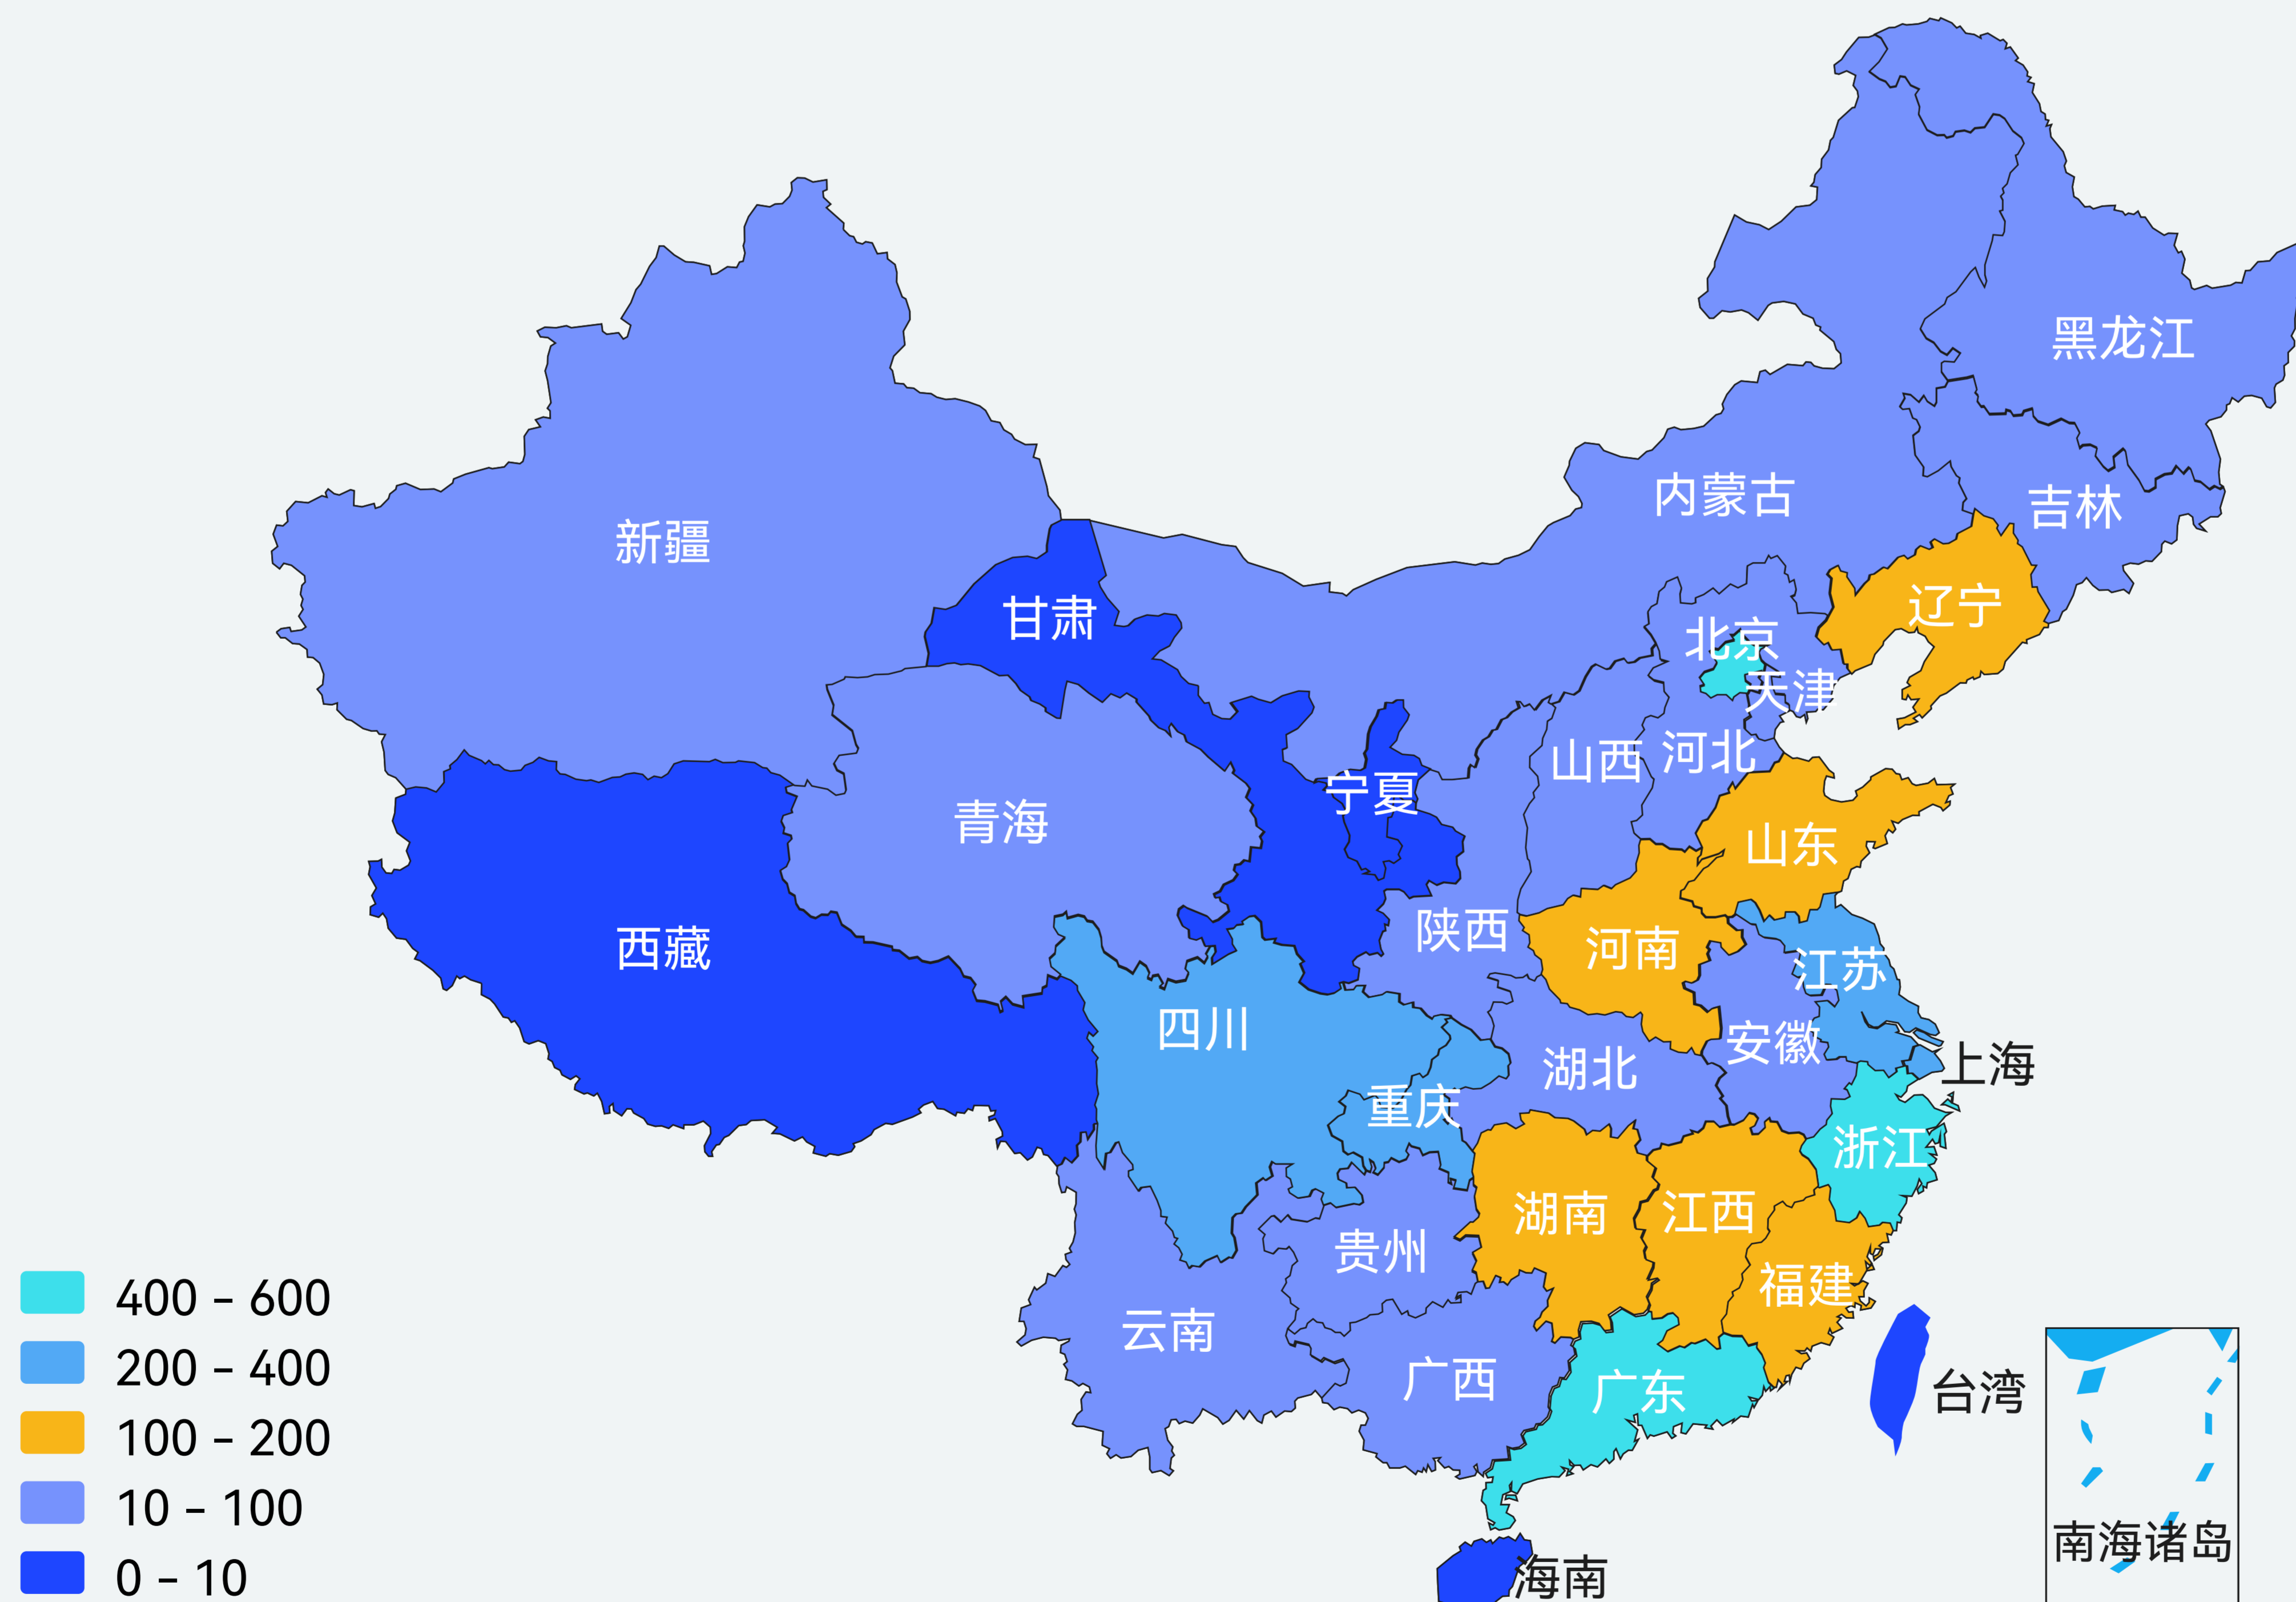 黑龙江
内蒙古
吉林
新疆
辽宁
甘肃
北京
天津
山西
河北
宁夏
青海
山东
陕西
河南
西藏
江苏
四川
安徽
湖北
上海
重庆
浙江
湖南
江西
贵州
福建
云南
广西
广东
台湾
南海诸岛
海南
400 – 600
200 – 400
100 – 200
10 – 100
0 – 10